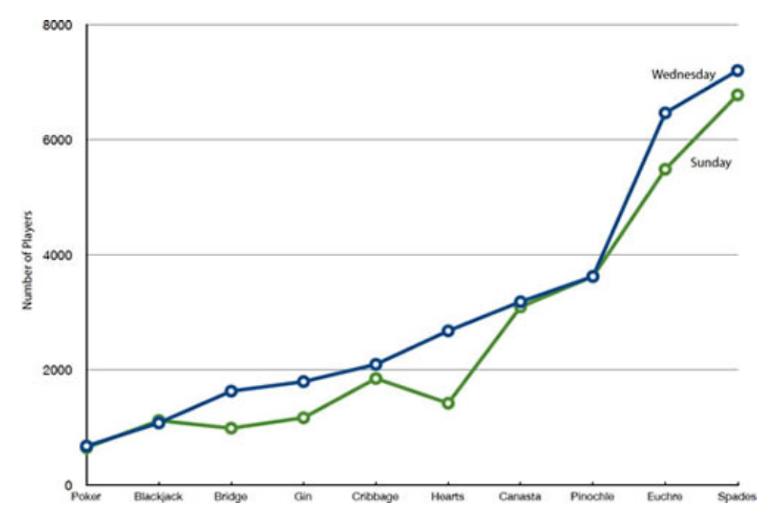 8000
Wednesday
6000
Sunday
Number of Players
4000
2000
0
Poker Blackjack Bridge Gin Cribbage Hearts Canasta Pinochle Euchre Spades